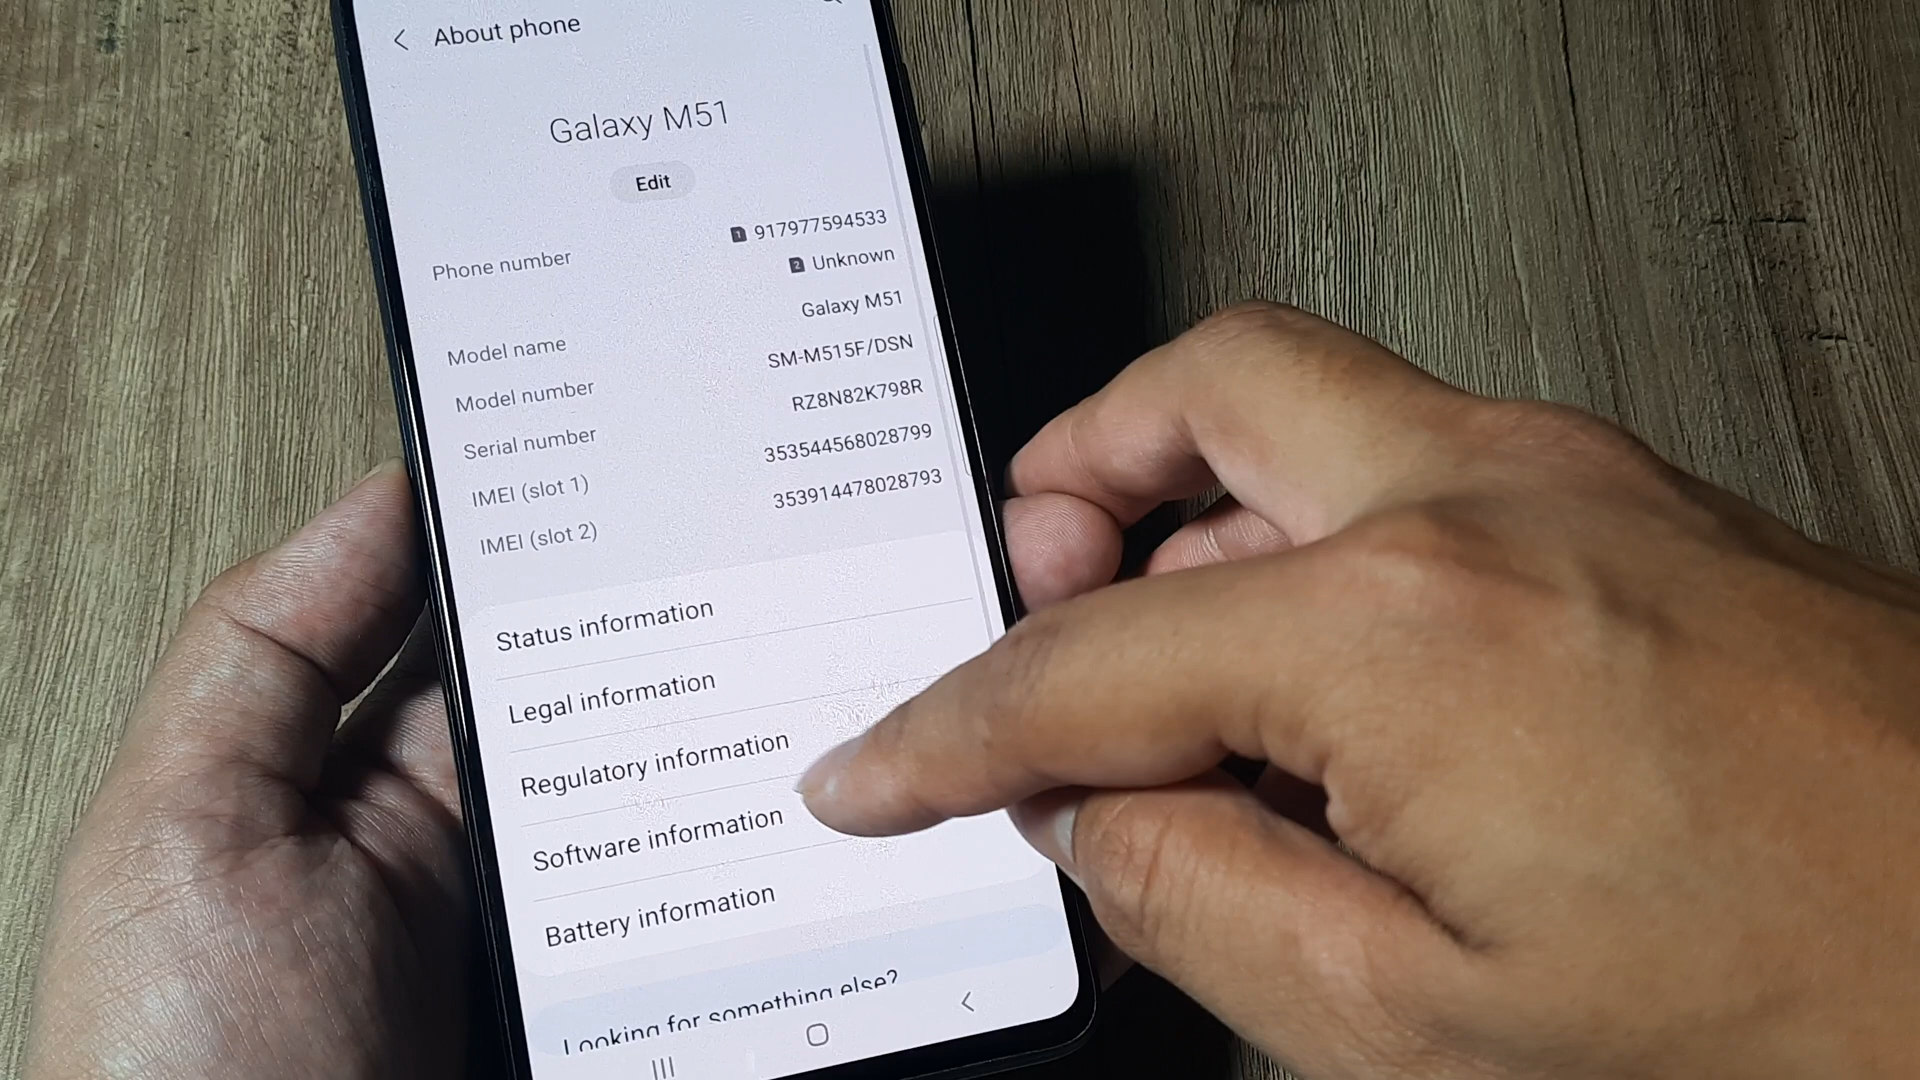 About phone
Galaxy M51
Edit
Phone number
1 917977594533
2 Unknown
Model name
Galaxy M51
Model number
SM-M515F/DSN
Serial number
RZ8N82K798R
IMEI (slot 1)
353544568028799
IMEI (slot 2)
353914478028793
Status information
Legal information
Regulatory information
Software information
Battery information
Looking for something else?